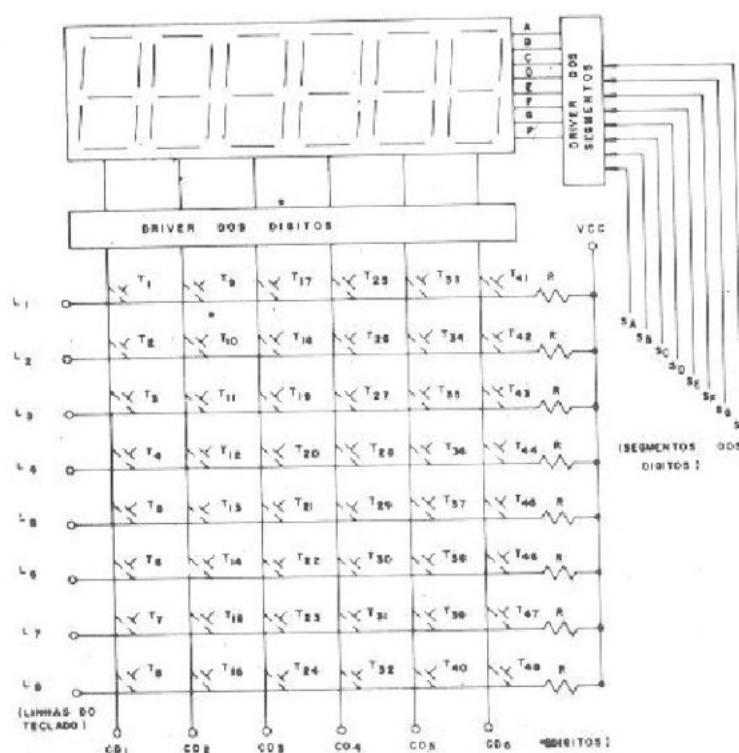 A
B
C
D
E
F
G
P
DRIVER DOS
SEGMENTOS
DRIVER DOS DIGITOS
VCC
L1 T1 T9 T17 T25 T33 T41 R
L2 T2 T10 T18 T26 T34 T42 R
L3 T3 T11 T19 T27 T35 T43 R
L4 T4 T12 T20 T28 T36 T44 R
L5 T5 T13 T21 T29 T37 T45 R
L6 T6 T14 T22 T30 T38 T46 R
L7 T7 T15 T23 T31 T39 T47 R
L8 T8 T16 T24 T32 T40 T48 R
SA
SB
SC
SD
SE
SF
SG
(SEGMENTOS DOS
DIGITOS)
(LINHAS DO
TECLADO)
CD1 CD2 CD3 CD4 CD5 CD6